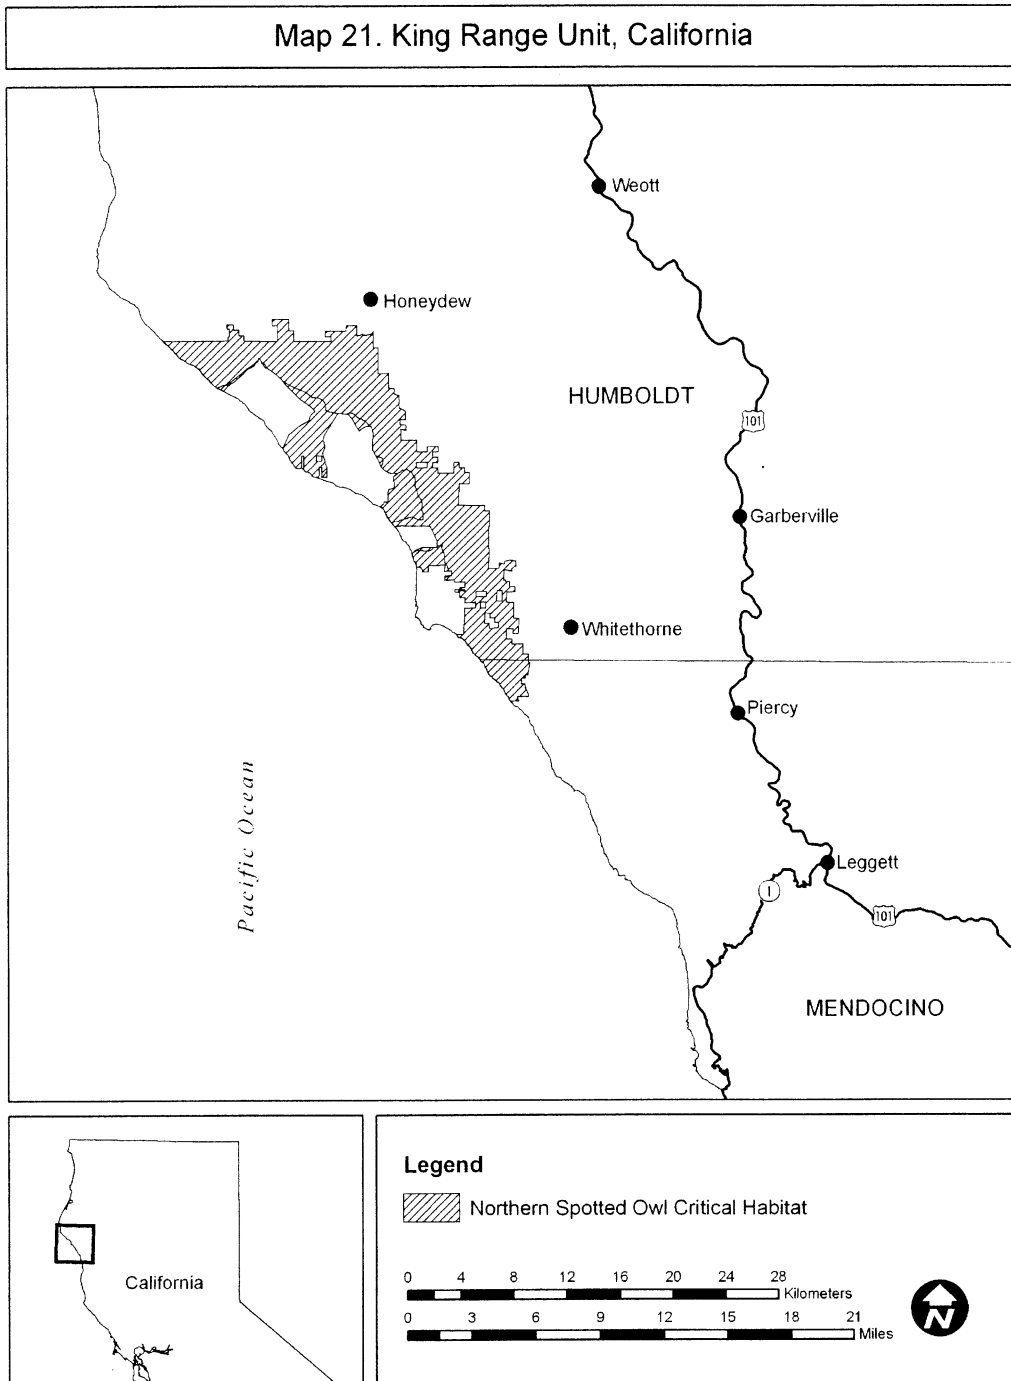 Map 21. King Range Unit, California
Weott
Honeydew
HUMBOLDT
101
Garberville
Whitethorne
Piercy
Pacific Ocean
Leggett
1
101
MENDOCINO
California
Legend
Northern Spotted Owl Critical Habitat
0 4 8 12 16 20 24 28
Kilometers
0 3 6 9 12 15 18 21
Miles
N